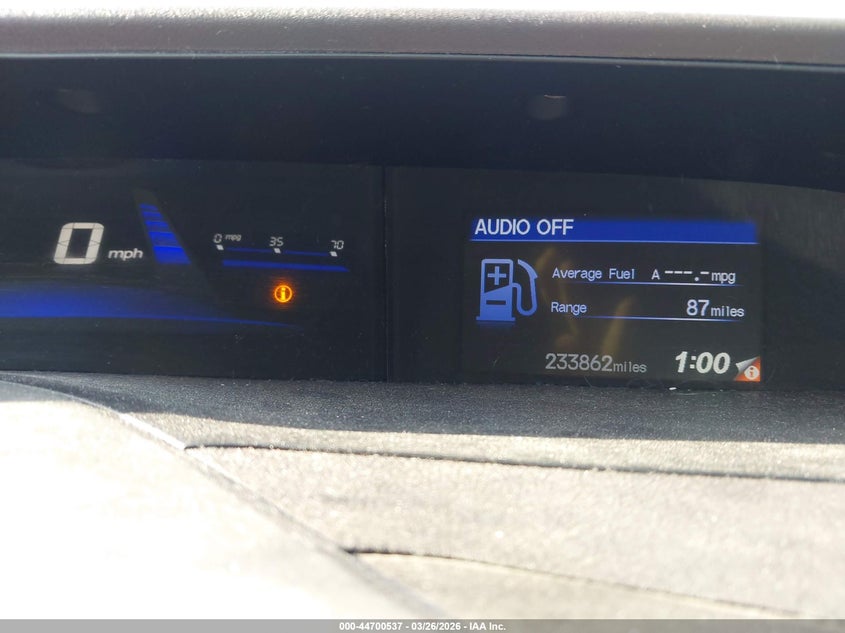 0 mph
0 mpg 35 70
AUDIO OFF
Average Fuel A ---.- mpg
Range 87 miles
233862 miles 1:00
000-44700537 - 03/26/2026 - IAA Inc.